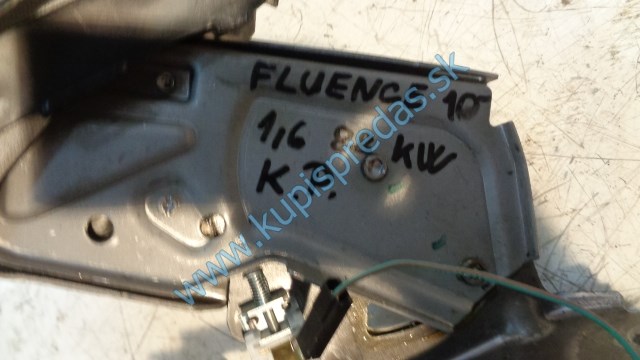 FLUENCE 10
1,6 KW
K.?
www.kupispredas.sk